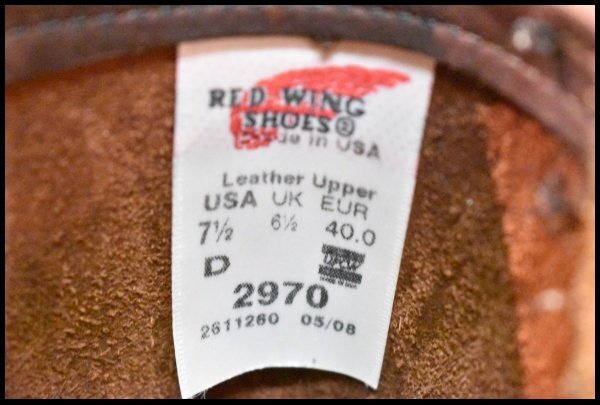 RED WING
SHOES®
Made in USA
Leather Upper
USA UK EUR
7½ 6½ 40.0
D
2970
2611260 05/08